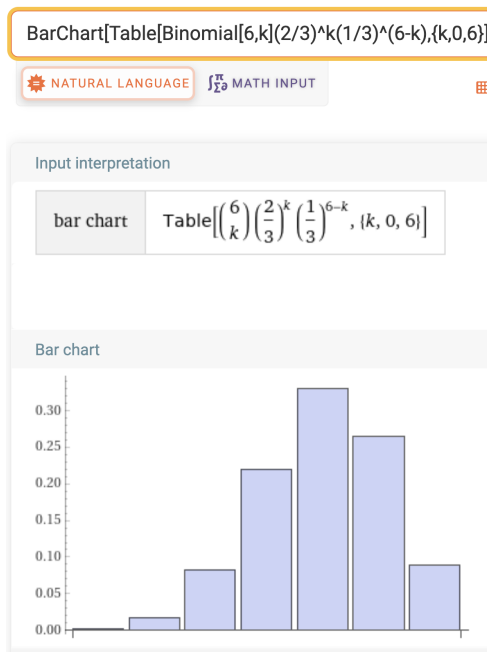 BarChart[Table[Binomial[6,k](2/3)^k(1/3)^(6-k),{k,0,6}]
NATURAL LANGUAGE
∫π Σ∂ MATH INPUT
Input interpretation
bar chart
Table[(6 k) (2/3)^k (1/3)^6−k, {k, 0, 6}]
Bar chart
0.30
0.25
0.20
0.15
0.10
0.05
0.00